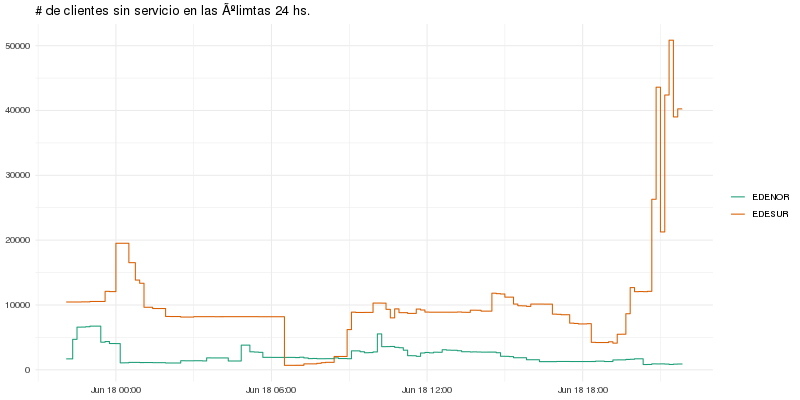 # de clientes sin servicio en las Ãºlimtas 24 hs.
50000
40000
30000
20000
10000
0
EDENOR
EDESUR
Jun 18 00:00
Jun 18 06:00
Jun 18 12:00
Jun 18 18:00